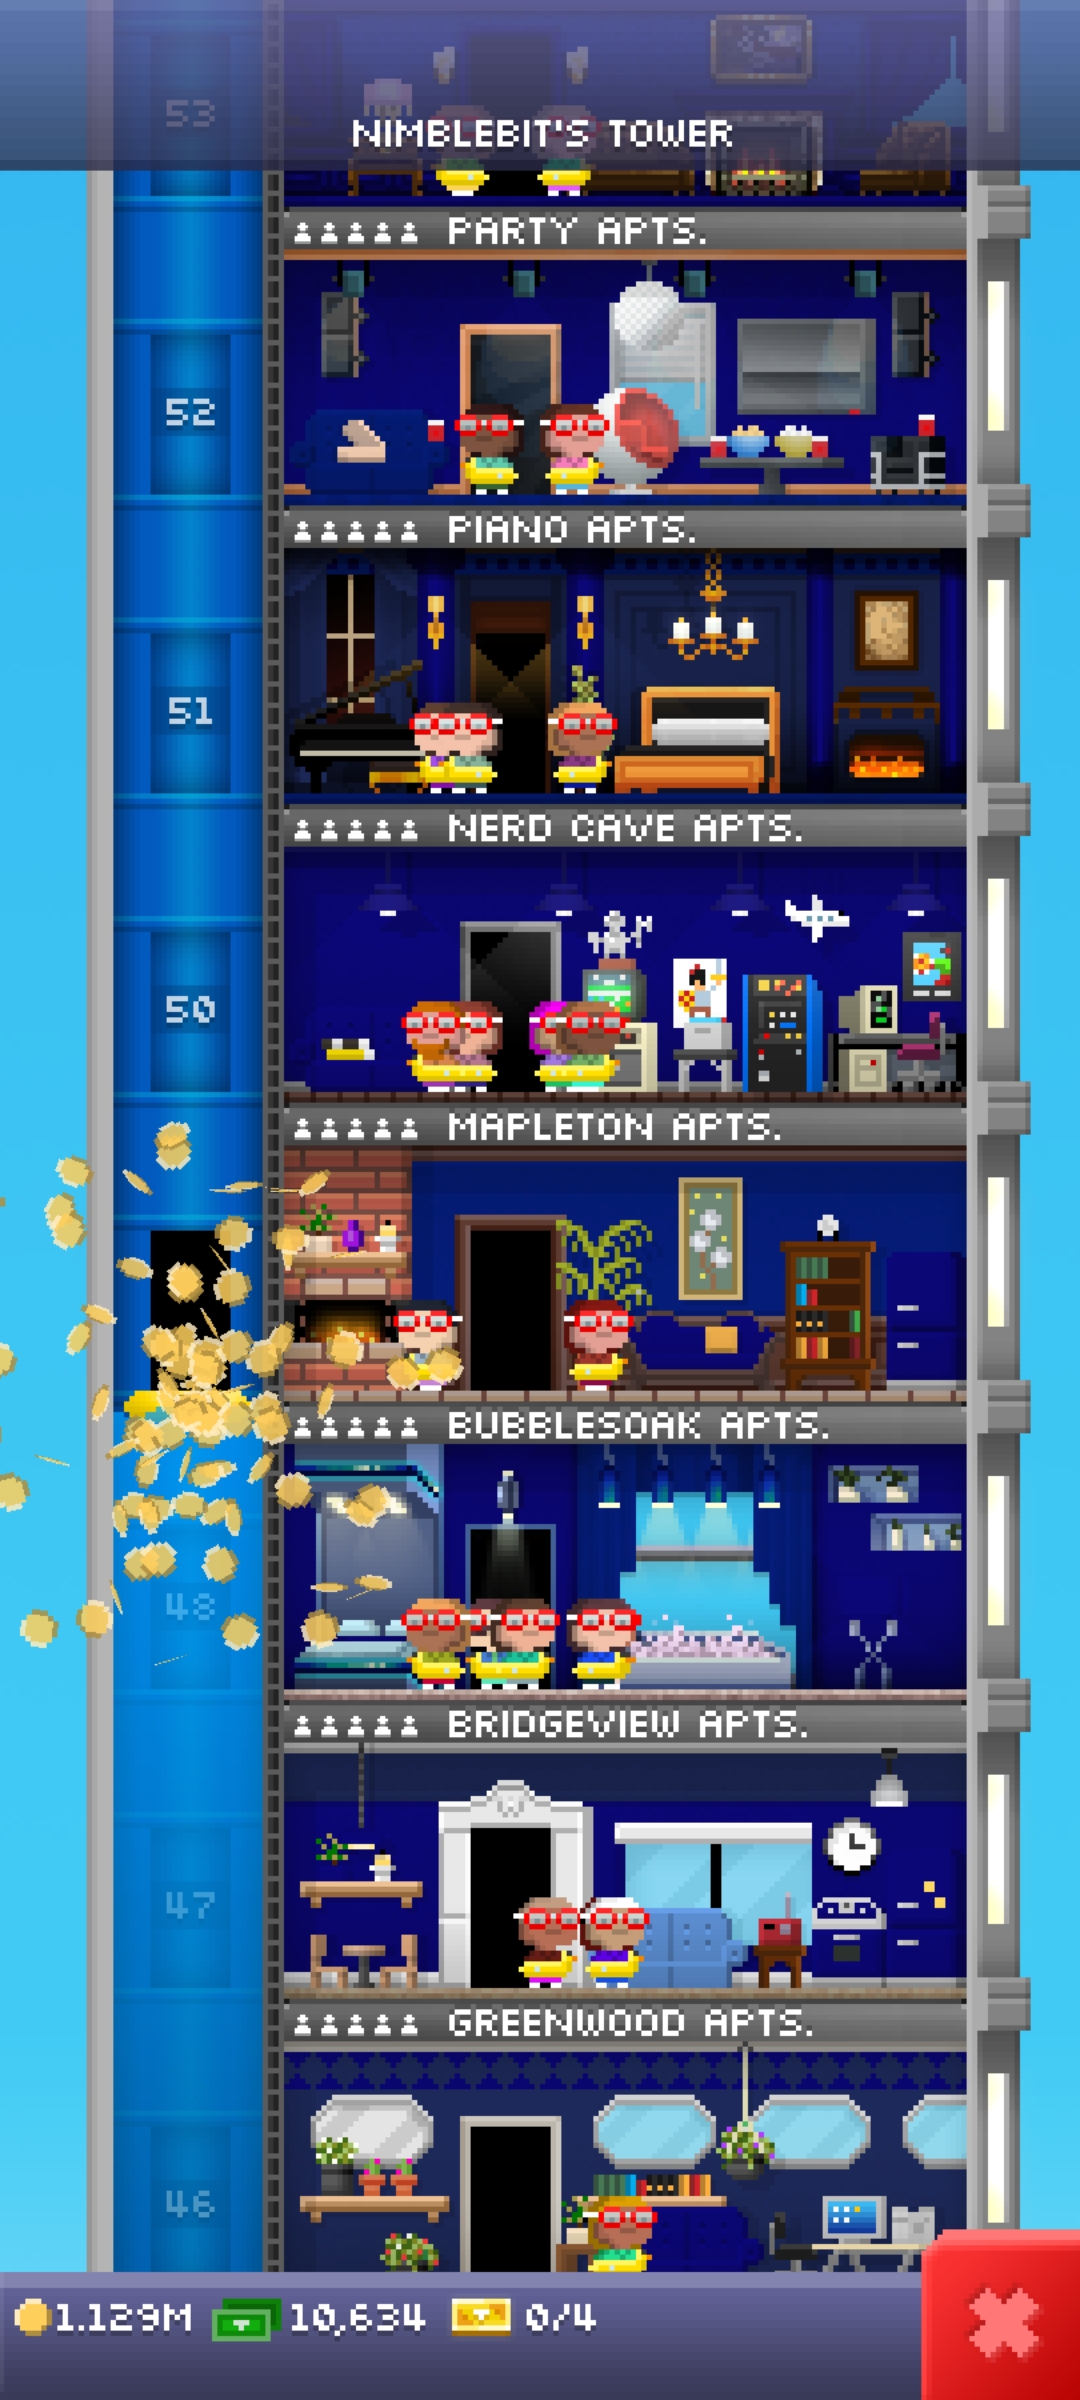 53
NIMBLEBIT'S TOWER
PARTY APTS.
52
PIANO APTS.
51
NERD CAVE APTS.
50
MAPLETON APTS.
BUBBLESOAK APTS.
48
BRIDGEVIEW APTS.
47
GREENWOOD APTS.
46
1.129M 10,634 0/4